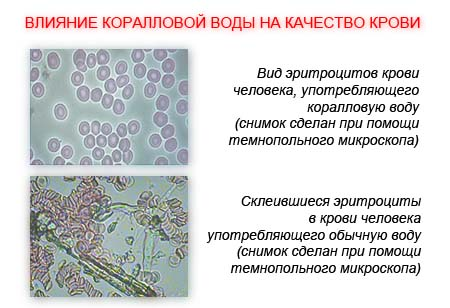 ВЛИЯНИЕ КОРАЛЛОВОЙ ВОДЫ НА КАЧЕСТВО КРОВИ
Вид эритроцитов крови
человека, употребляющего
коралловую воду
(снимок сделан при помощи
темнопольного микроскопа)
Склеившиеся эритроциты
в крови человека
употребляющего обычную воду
(снимок сделан при помощи
темнопольного микроскопа)